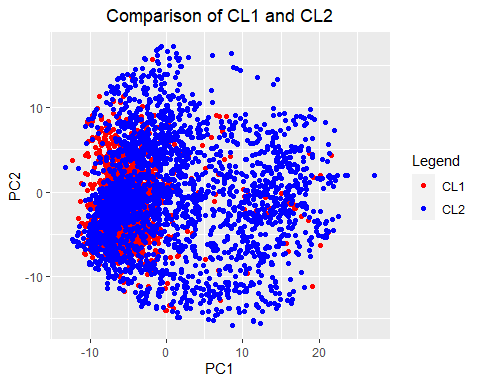 Comparison of CL1 and CL2
10
0
-10
-10
0
10
20
PC1
PC2
Legend
CL1
CL2